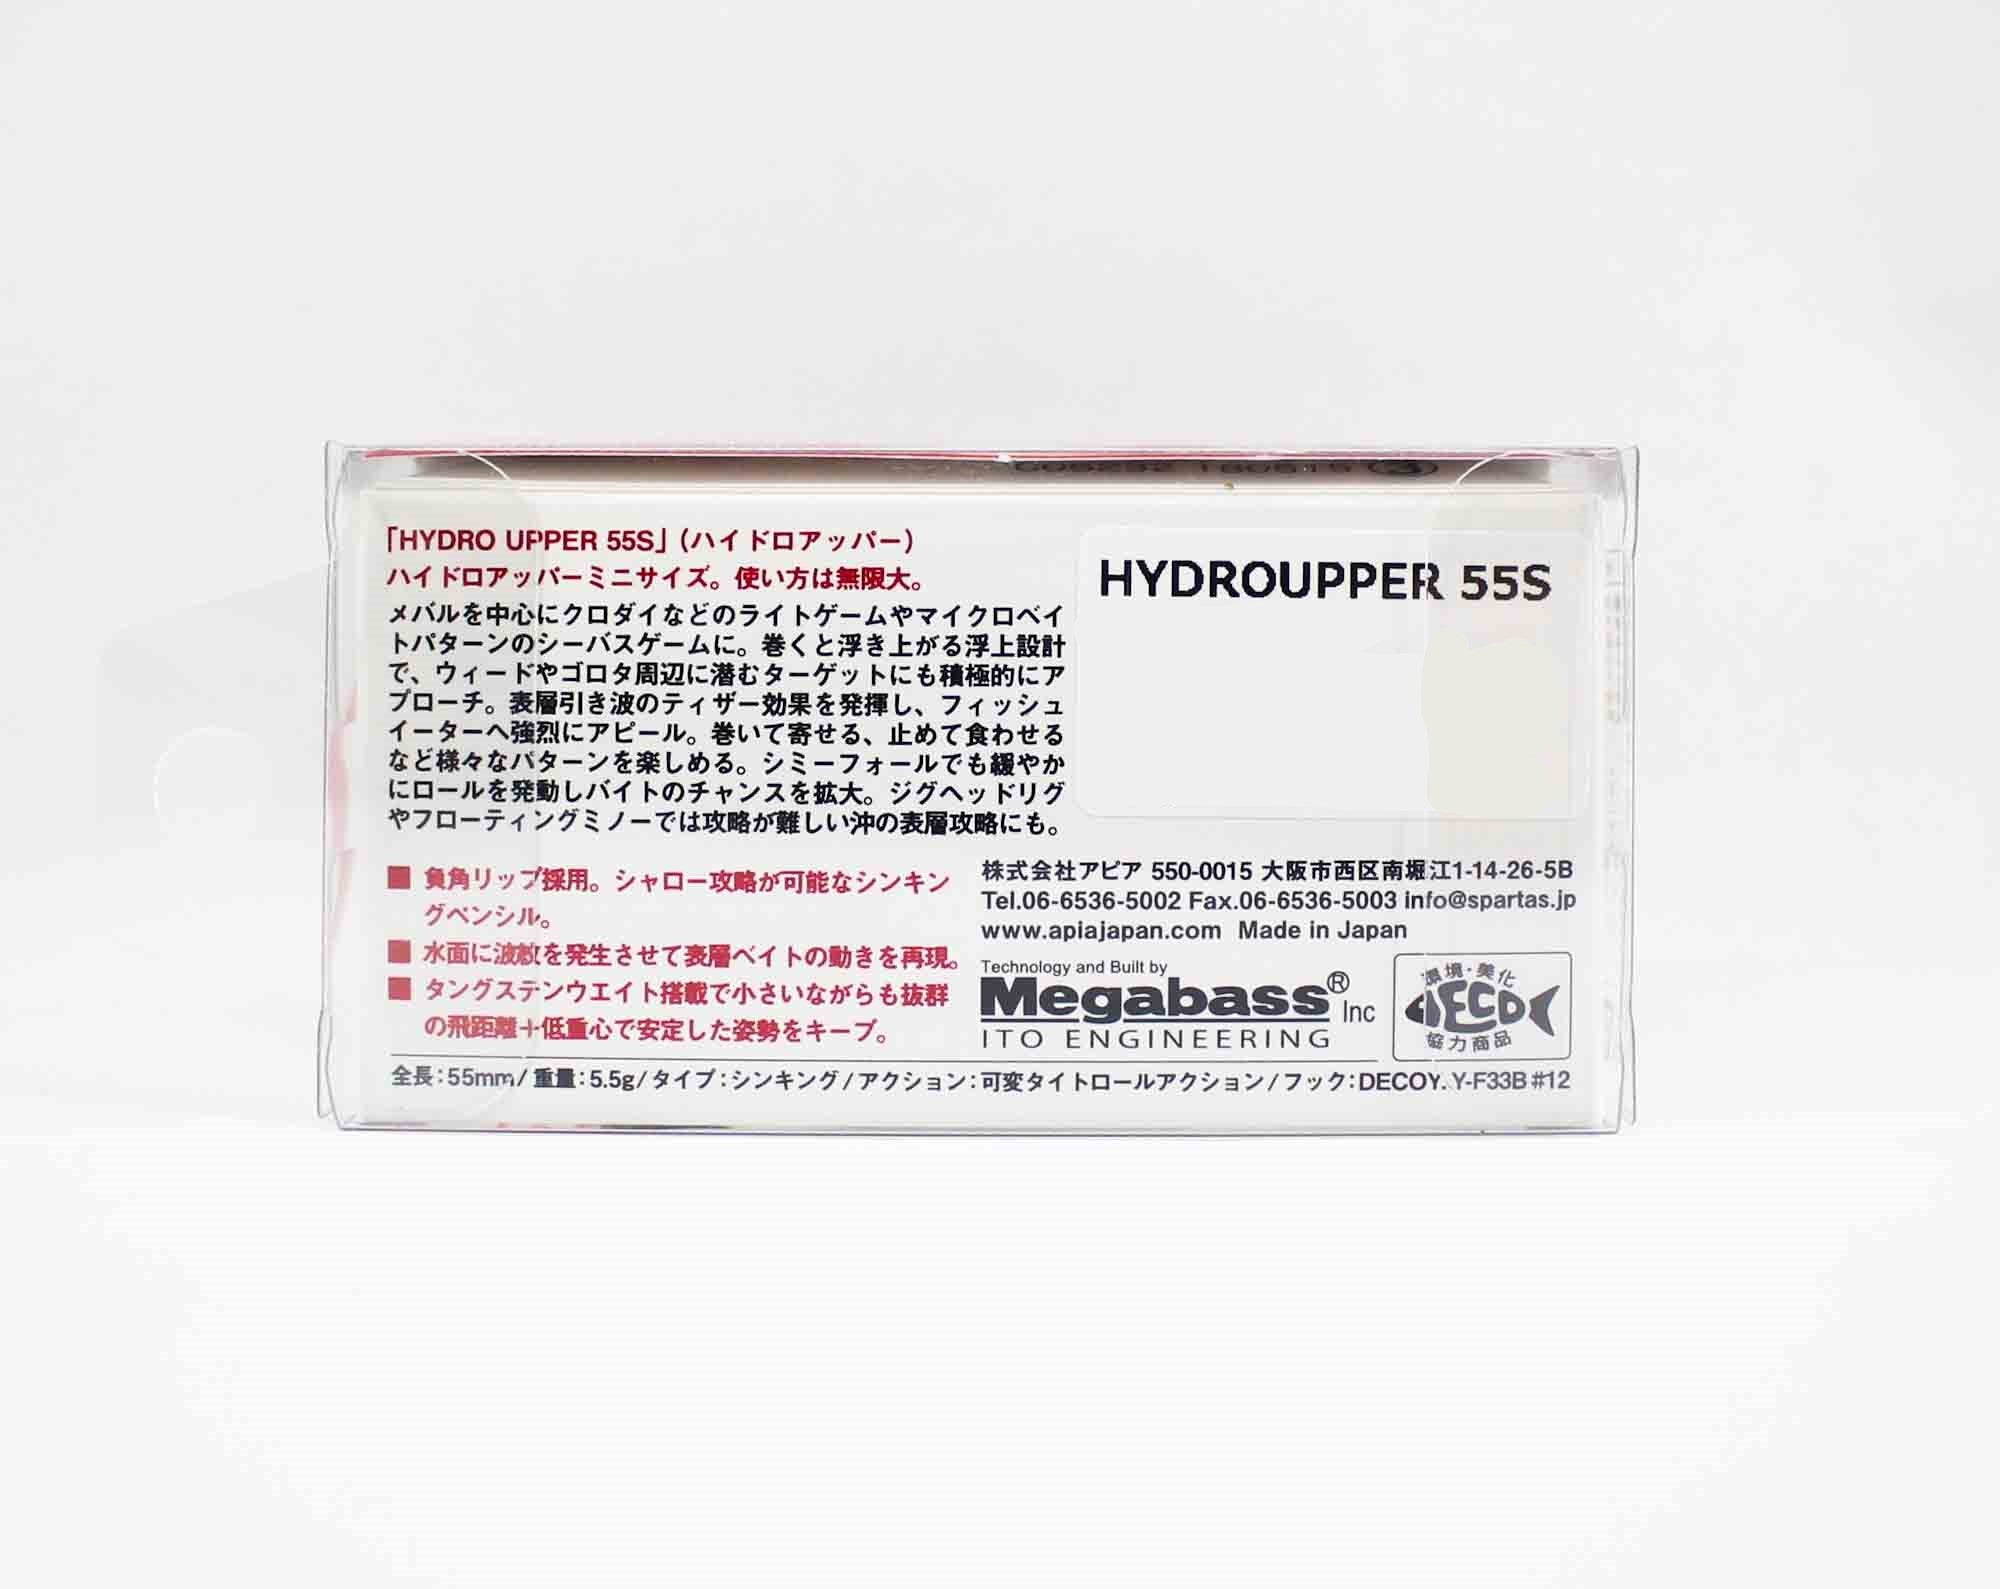 「HYDRO UPPER 55S」(ハイドロアッパー)
ハイドロアッパーミニサイズ。使い方は無限大。
メバルを中心にクロダイなどのライトゲームやマイクロベイ
トパターンのシーバスゲームに。巻くと浮き上がる浮上設計
で、ウィードやゴロタ周辺に潜むターゲットにも積極的にア
プローチ。表層引き波のティザー効果を発揮し、フィッシュ
イーターへ強烈にアピール。巻いて寄せる、止めて食わせる
など様々なパターンを楽しめる。シミーフォールでも緩やか
にロールを発動しバイトのチャンスを拡大。ジグヘッドリグ
やフローティングミノーでは攻略が難しい沖の表層攻略にも。
HYDROUPPER 55S
■ 負角リップ採用。シャロー攻略が可能なシンキン
グペンシル。
■ 水面に波紋を発生させて表層ベイトの動きを再現。
■ タングステンウエイト搭載で小さいながらも抜群
の飛距離＋低重心で安定した姿勢をキープ。
株式会社アピア 550-0015 大阪市西区南堀江1-14-26-5B
Tel.06-6536-5002 Fax.06-6536-5003 info@spartas.jp
www.apiajapan.com Made in Japan
Technology and Built by
Megabass® Inc
ITO ENGINEERING
環境・美化
DECO
協力商品
全長:55mm/重量:5.5g/タイプ:シンキング/アクション:可変タイトロールアクション/フック:DECOY. Y-F33B #12